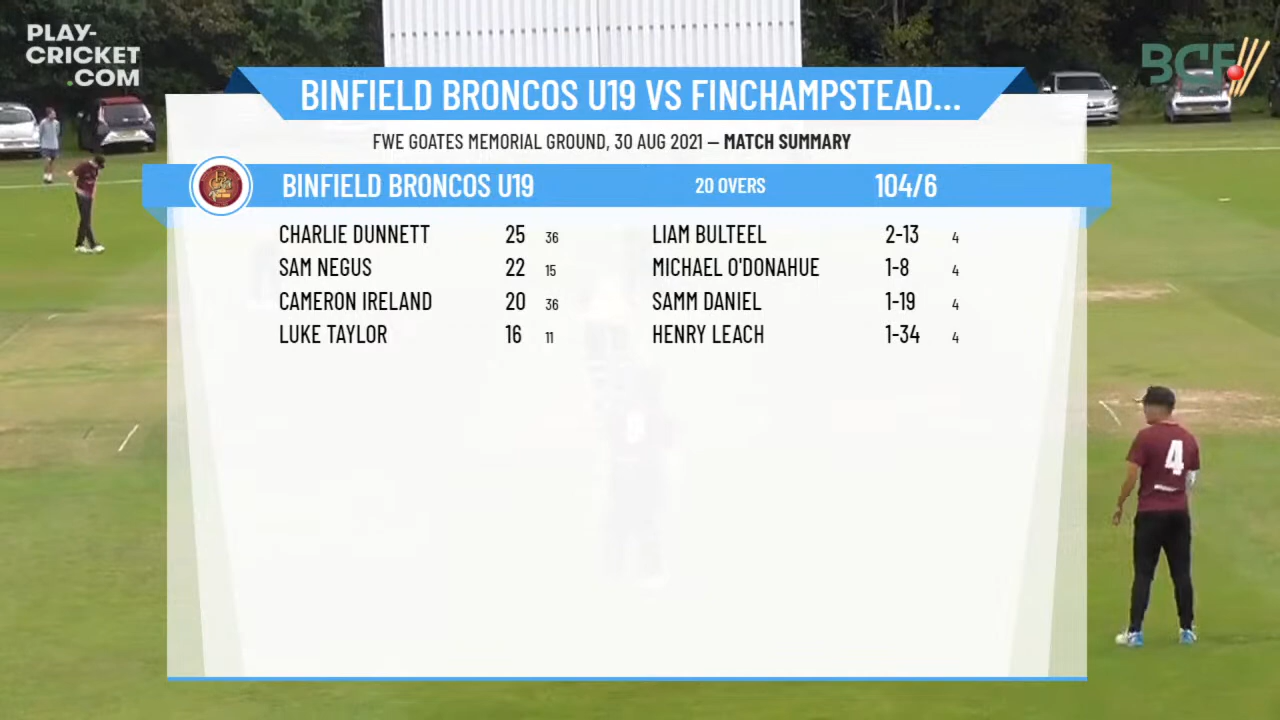 PLAY-
CRICKET
.COM
BCF
BINFIELD BRONCOS U19 VS FINCHAMPSTEAD...
FWE GOATES MEMORIAL GROUND, 30 AUG 2021 – MATCH SUMMARY
BINFIELD BRONCOS U19 20 OVERS 104/6
CHARLIE DUNNETT 25 36 LIAM BULTEEL 2-13 4
SAM NEGUS 22 15 MICHAEL O'DONAHUE 1-8 4
CAMERON IRELAND 20 36 SAMM DANIEL 1-19 4
LUKE TAYLOR 16 11 HENRY LEACH 1-34 4
4